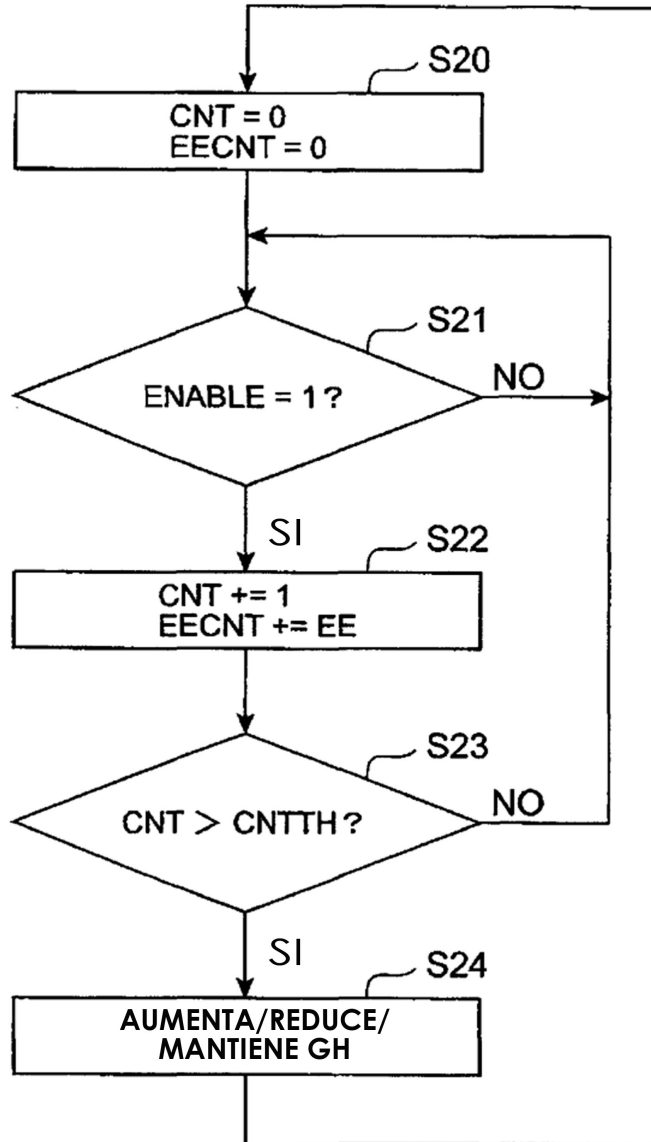 S20
CNT = 0
EECNT = 0
S21
ENABLE = 1?
NO
SI
S22
CNT += 1
EECNT += EE
S23
CNT > CNTTH?
NO
SI
S24
AUMENTA/REDUCE/
MANTIENE GH